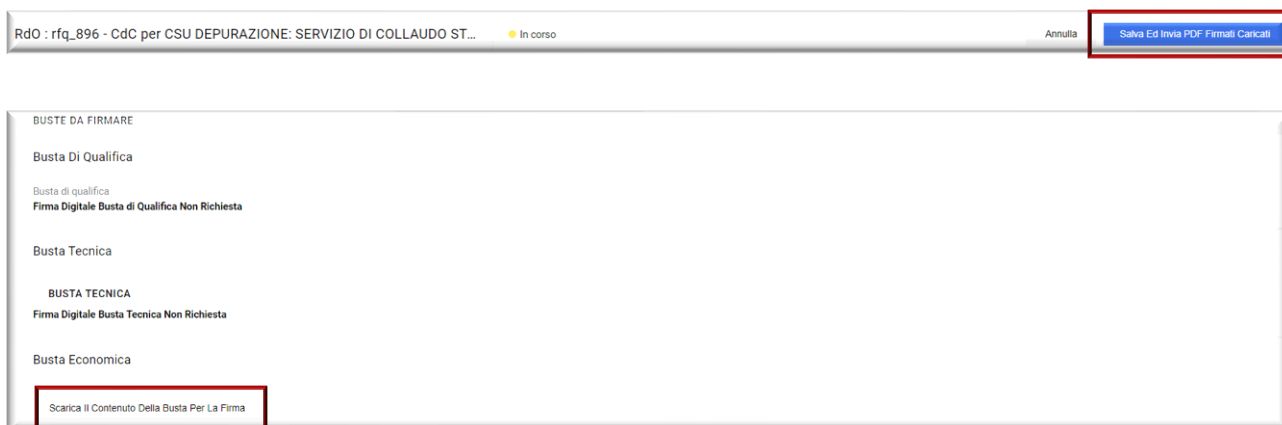 RdO : rfq_896 - CdC per CSU DEPURAZIONE: SERVIZIO DI COLLAUDO ST... In corso Annulla Salva Ed Invia PDF Firmati Caricati
BUSTE DA FIRMARE
Busta Di Qualifica
Busta di qualifica
Firma Digitale Busta di Qualifica Non Richiesta
Busta Tecnica
BUSTA TECNICA
Firma Digitale Busta Tecnica Non Richiesta
Busta Economica
Scarica Il Contenuto Della Busta Per La Firma